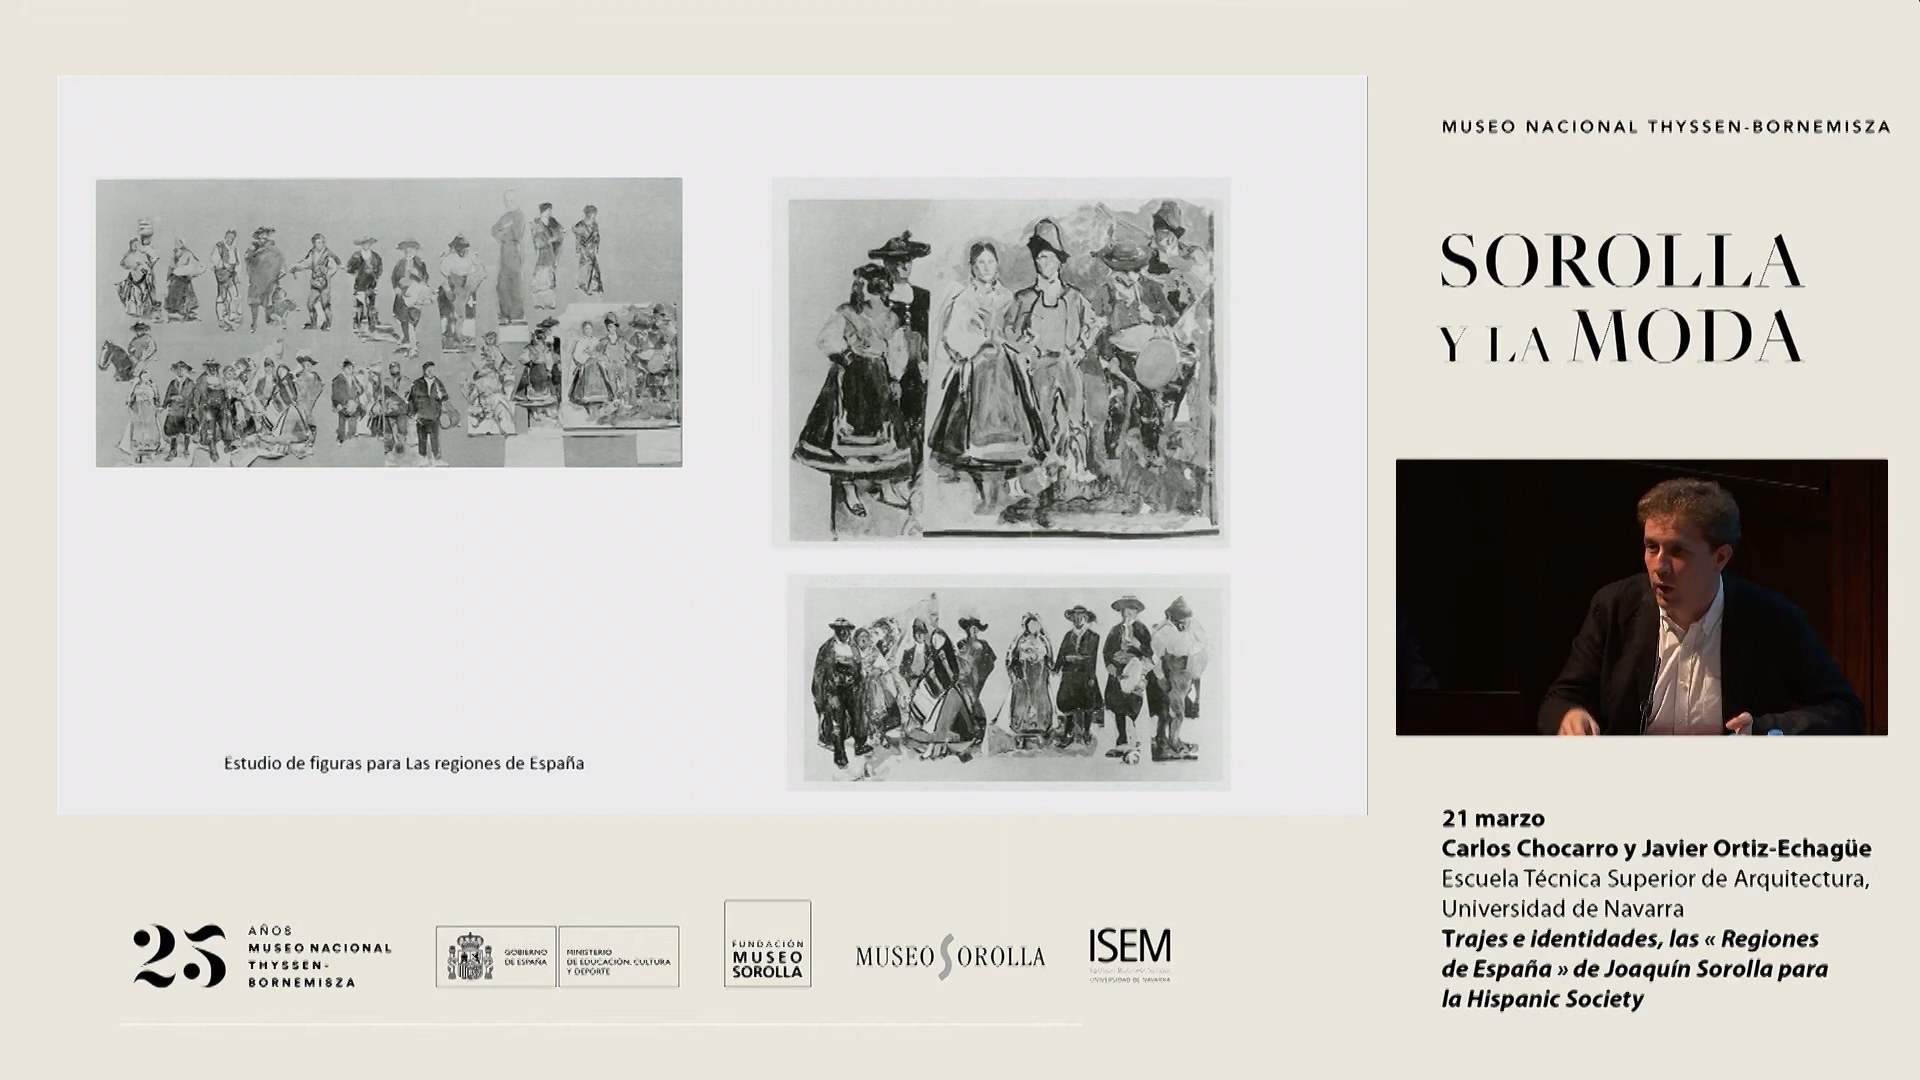 MUSEO NACIONAL THYSSEN-BORNEMISZA
SOROLLA
Y LA MODA
Estudio de figuras para Las regiones de España
21 marzo
Carlos Chocarro y Javier Ortiz-Echagüe
Escuela Técnica Superior de Arquitectura,
Universidad de Navarra
Trajes e identidades, las « Regiones
de España » de Joaquín Sorolla para
la Hispanic Society
25
AÑOS
MUSEO NACIONAL
THYSSEN-
BORNEMISZA
GOBIERNO
DE ESPAÑA
MINISTERIO
DE EDUCACIÓN, CULTURA
Y DEPORTE
FUNDACIÓN
MUSEO
SOROLLA
MUSEO SOROLLA
ISEM
UNIVERSIDAD DE NAVARRA